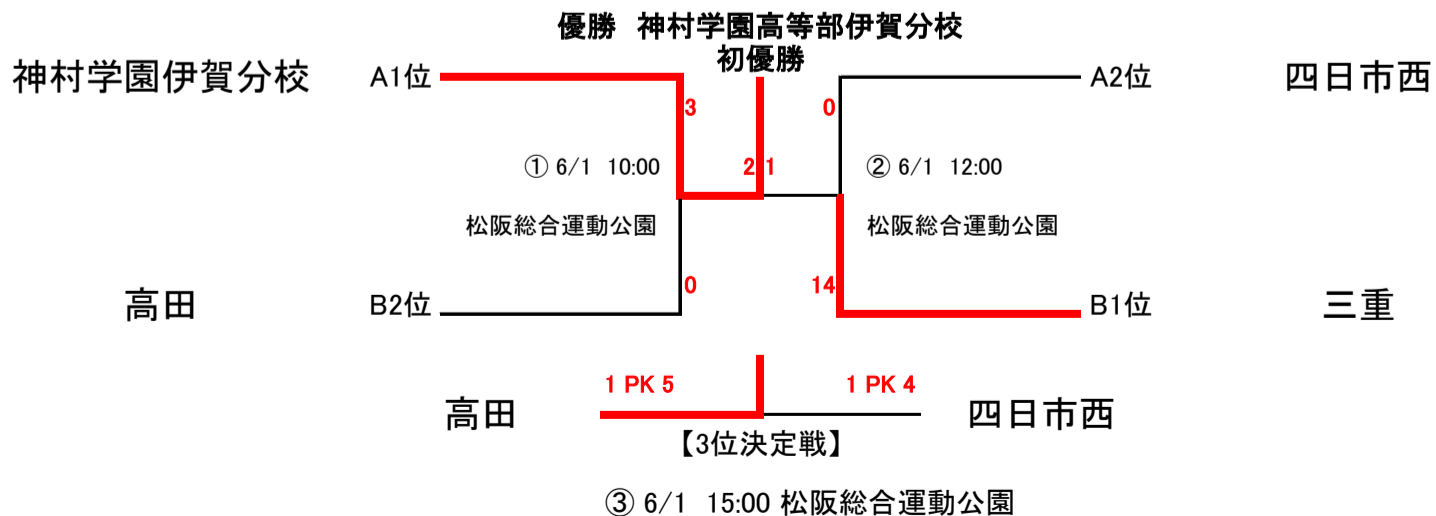 優勝 神村学園高等部伊賀分校
初優勝
神村学園伊賀分校 A1位 A2位 四日市西
3 0
① 6/1 10:00 2 1 ② 6/1 12:00
松阪総合運動公園 松阪総合運動公園
0 14
高田 B2位 B1位 三重
1 PK 5 1 PK 4
高田 四日市西
【3位決定戦】
③ 6/1 15:00 松阪総合運動公園